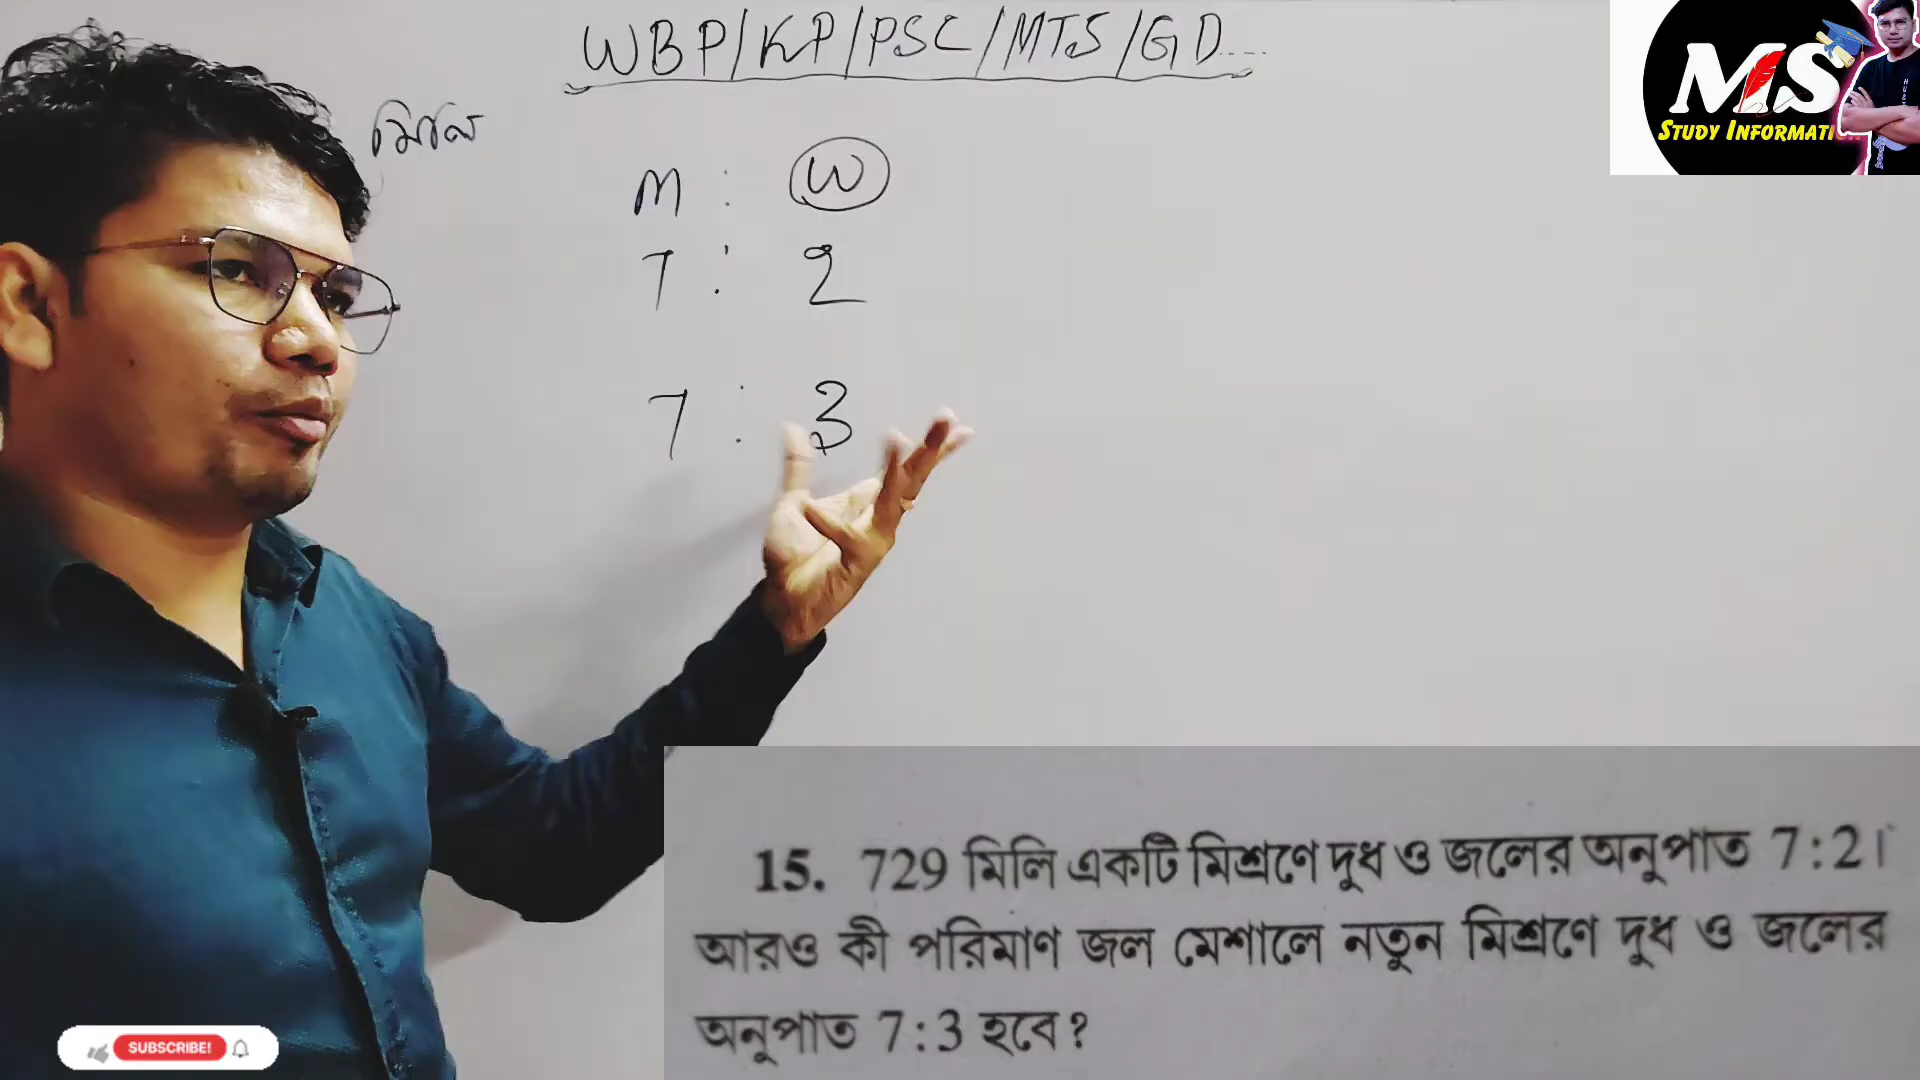 WBP/KP/PSC/MTS/GD....
MS
STUDY INFORMATI
M : W
7 : 2
7 : 3
15. 729 মিলি একটি মিশ্রণে দুধ ও জলের অনুপাত 7:2।
আরও কী পরিমাণ জল মেশালে নতুন মিশ্রণে দুধ ও জলের
অনুপাত 7:3 হবে?
SUBSCRIBE!